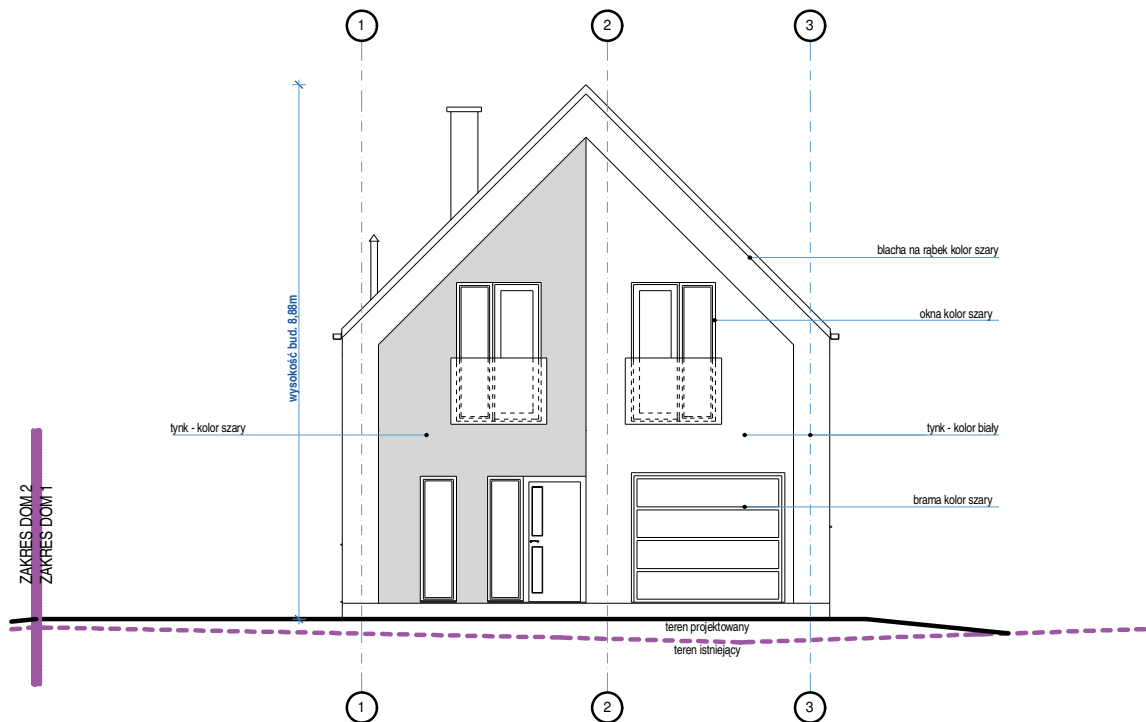 1
2
3
blacha na rąbek kolor szary
okna kolor szary
wysokość bud. 8,88m
tynk - kolor szary
tynk - kolor biały
brama kolor szary
ZAKRES DOM 2
ZAKRES DOM 1
teren projektowany
teren istniejący
1
2
3